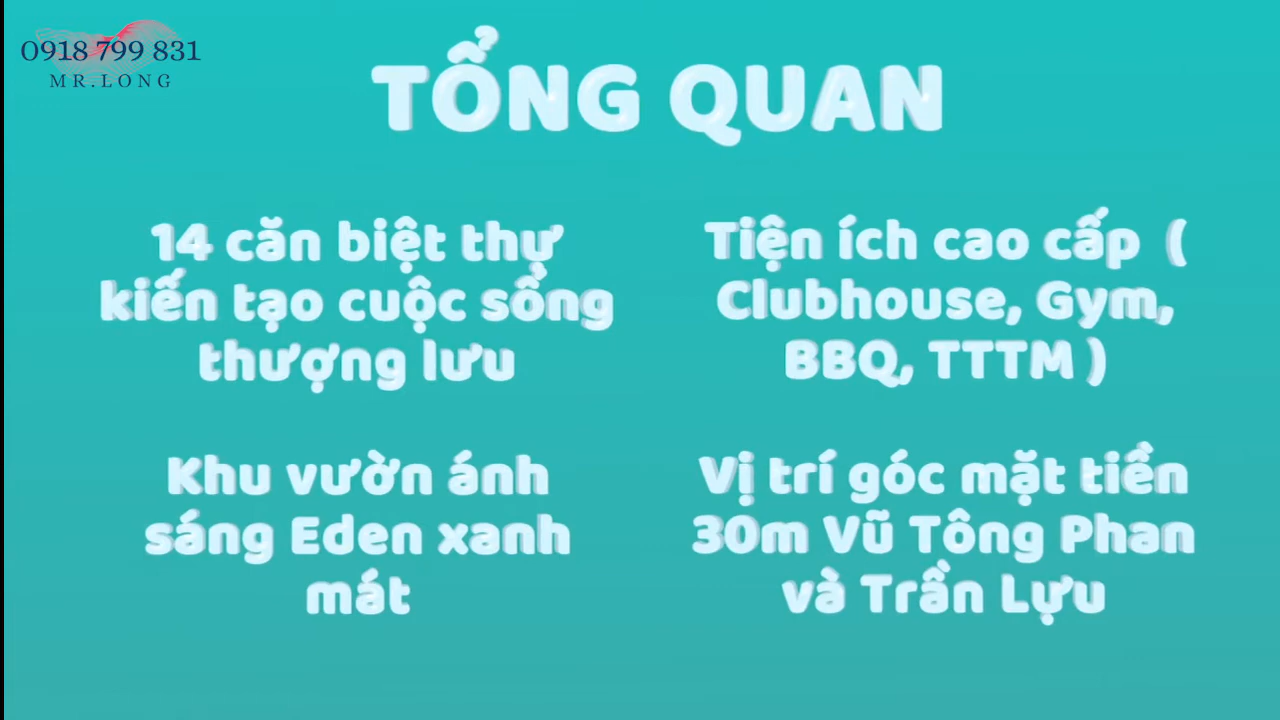 0918 799 831
MR.LONG
TỔNG QUAN
14 căn biệt thự
kiến tạo cuộc sống
thượng lưu
Tiện ích cao cấp (
Clubhouse, Gym,
BBQ, TTTM )
Khu vườn ánh
sáng Eden xanh
mát
Vị trí góc mặt tiền
30m Vũ Tông Phan
và Trần Lựu